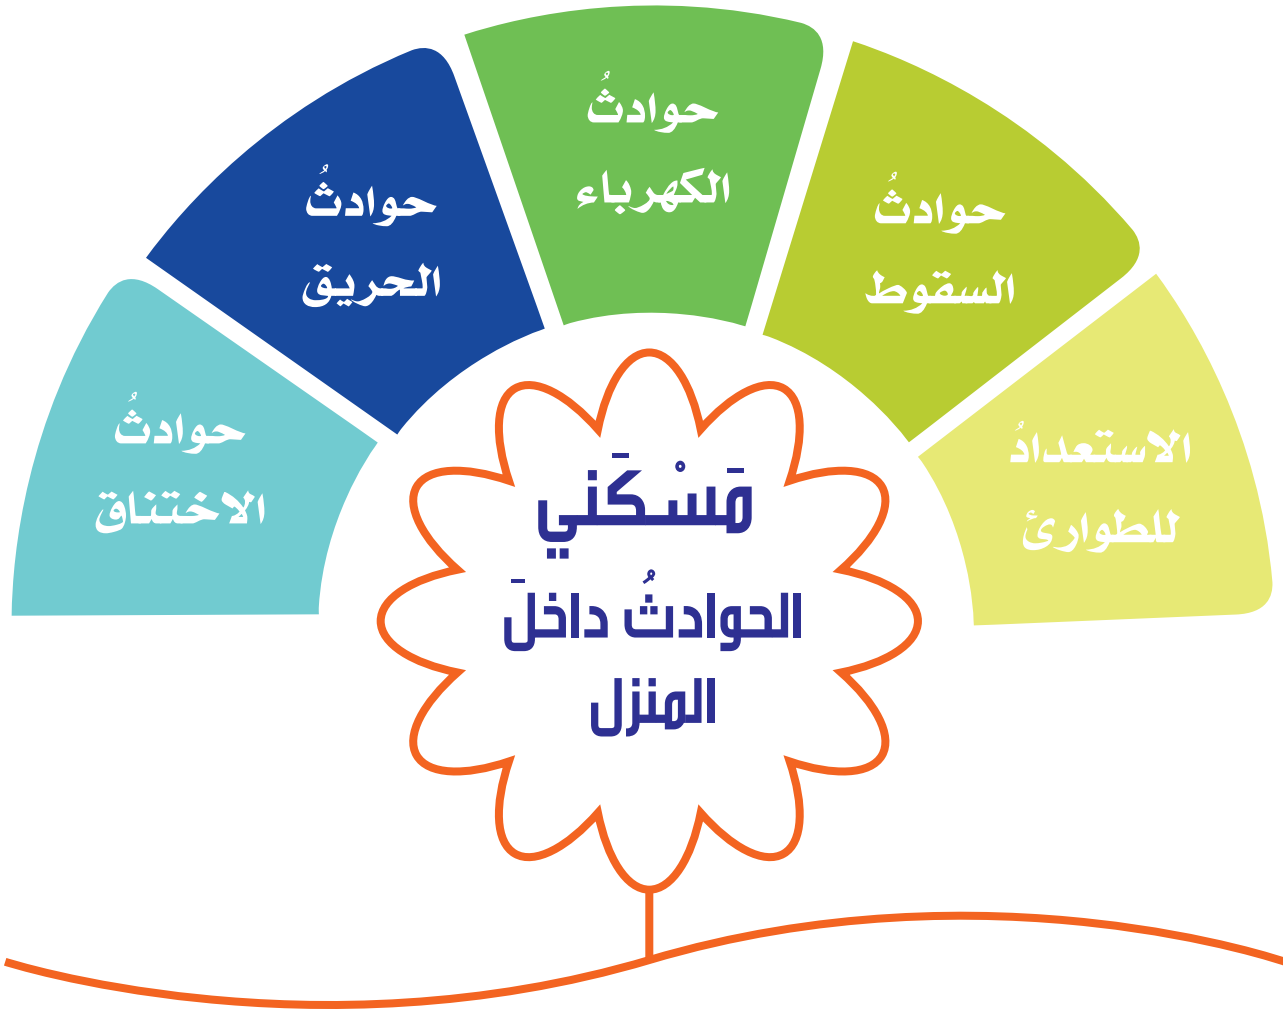 مَسْكَني
الحوادثُ داخلَ
المنزل
الاستعدادُ
للطوارئ
حوادثُ
السقوط
حوادثُ
الكهرباء
حوادثُ
الحريق
حوادثُ
الاختناق